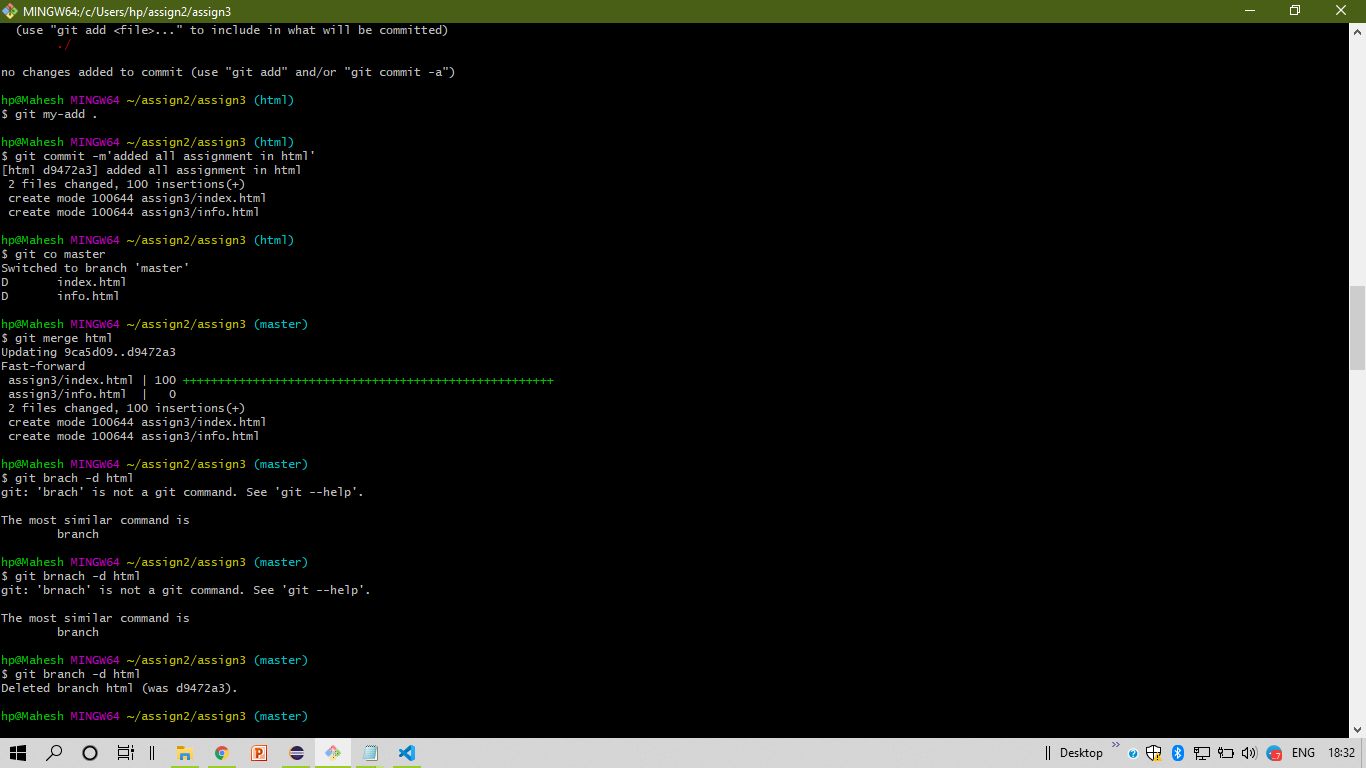 MINGW64:/c/Users/hp/assign2/assign3
(use "git add <file>..." to include in what will be committed)
./
no changes added to commit (use "git add" and/or "git commit -a")
hp@Mahesh MINGW64 ~/assign2/assign3 (html)
$ git my-add .
hp@Mahesh MINGW64 ~/assign2/assign3 (html)
$ git commit -m'added all assignment in html'
[html d9472a3] added all assignment in html
2 files changed, 100 insertions(+)
create mode 100644 assign3/index.html
create mode 100644 assign3/info.html
hp@Mahesh MINGW64 ~/assign2/assign3 (html)
$ git co master
Switched to branch 'master'
D       index.html
D       info.html
hp@Mahesh MINGW64 ~/assign2/assign3 (master)
$ git merge html
Updating 9ca5d09..d9472a3
Fast-forward
assign3/index.html | 100 +++++++++++++++++++++++++++++++++++++++++++++++++++++
assign3/info.html  |   0
2 files changed, 100 insertions(+)
create mode 100644 assign3/index.html
create mode 100644 assign3/info.html
hp@Mahesh MINGW64 ~/assign2/assign3 (master)
$ git brach -d html
git: 'brach' is not a git command. See 'git --help'.
The most similar command is
branch
hp@Mahesh MINGW64 ~/assign2/assign3 (master)
$ git brnach -d html
git: 'brnach' is not a git command. See 'git --help'.
The most similar command is
branch
hp@Mahesh MINGW64 ~/assign2/assign3 (master)
$ git branch -d html
Deleted branch html (was d9472a3).
hp@Mahesh MINGW64 ~/assign2/assign3 (master)
Desktop
ENG
18:32